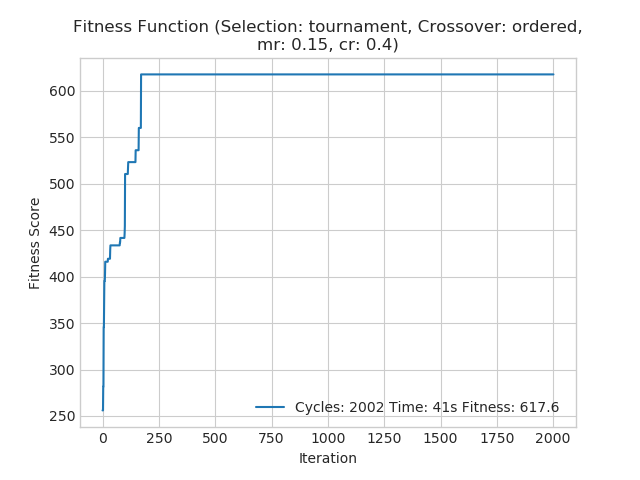 Fitness Function (Selection: tournament, Crossover: ordered,
mr: 0.15, cr: 0.4)
600
550
500
450
400
350
300
250
Fitness Score
Cycles: 2002 Time: 41s Fitness: 617.6
0 250 500 750 1000 1250 1500 1750 2000
Iteration